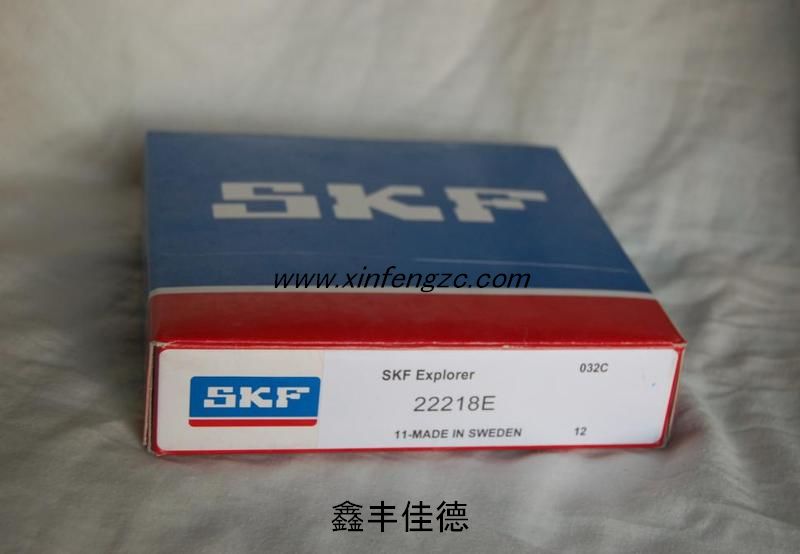 SKF
www.xinfengzc.com
SKF
SKF Explorer
032C
22218E
11-MADE IN SWEDEN
12
鑫丰佳德